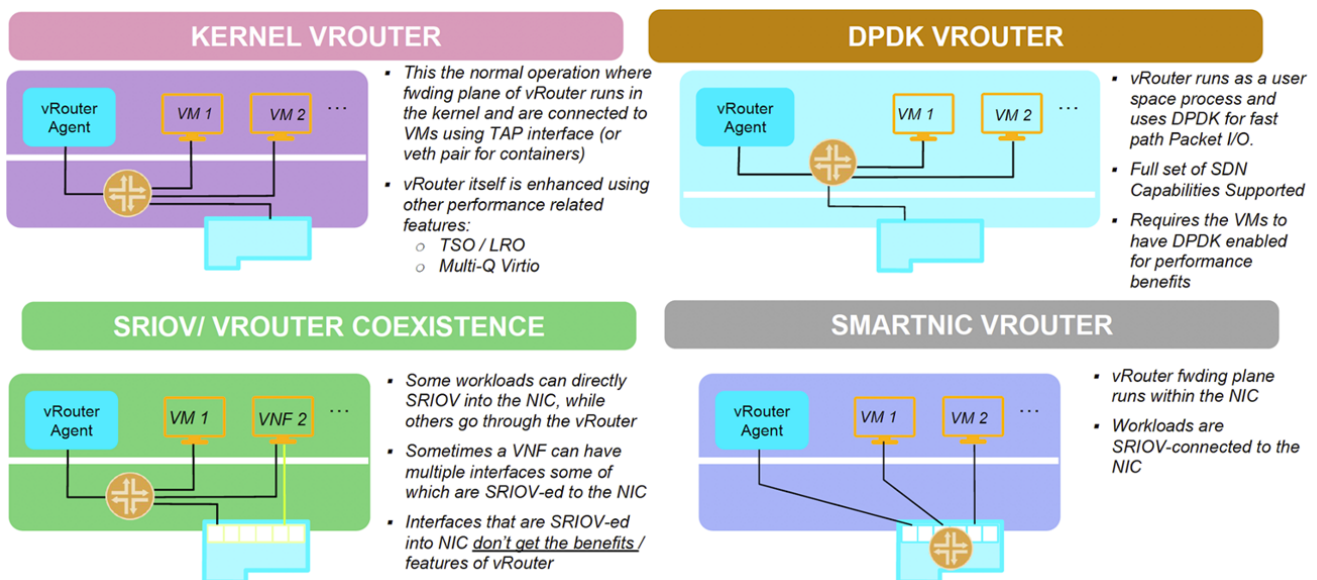 KERNEL VROUTER
vRouter
Agent
VM 1
VM 2
...
▪ This the normal operation where
fwding plane of vRouter runs in
the kernel and are connected to
VMs using TAP interface (or
veth pair for containers)
▪ vRouter itself is enhanced using
other performance related
features:
o TSO / LRO
o Multi-Q Virtio
DPDK VROUTER
vRouter
Agent
VM 1
VM 2
...
▪ vRouter runs as a user
space process and
uses DPDK for fast
path Packet I/O.
▪ Full set of SDN
Capabilities Supported
▪ Requires the VMs to
have DPDK enabled
for performance
benefits
SRIOV/ VROUTER COEXISTENCE
vRouter
Agent
VM 1
VNF 2
...
▪ Some workloads can directly
SRIOV into the NIC, while
others go through the vRouter
▪ Sometimes a VNF can have
multiple interfaces some of
which are SRIOV-ed to the NIC
▪ Interfaces that are SRIOV-ed
into NIC don't get the benefits /
features of vRouter
SMARTNIC VROUTER
vRouter
Agent
VM 1
VM 2
...
▪ vRouter fwding plane
runs within the NIC
▪ Workloads are
SRIOV-connected to the
NIC